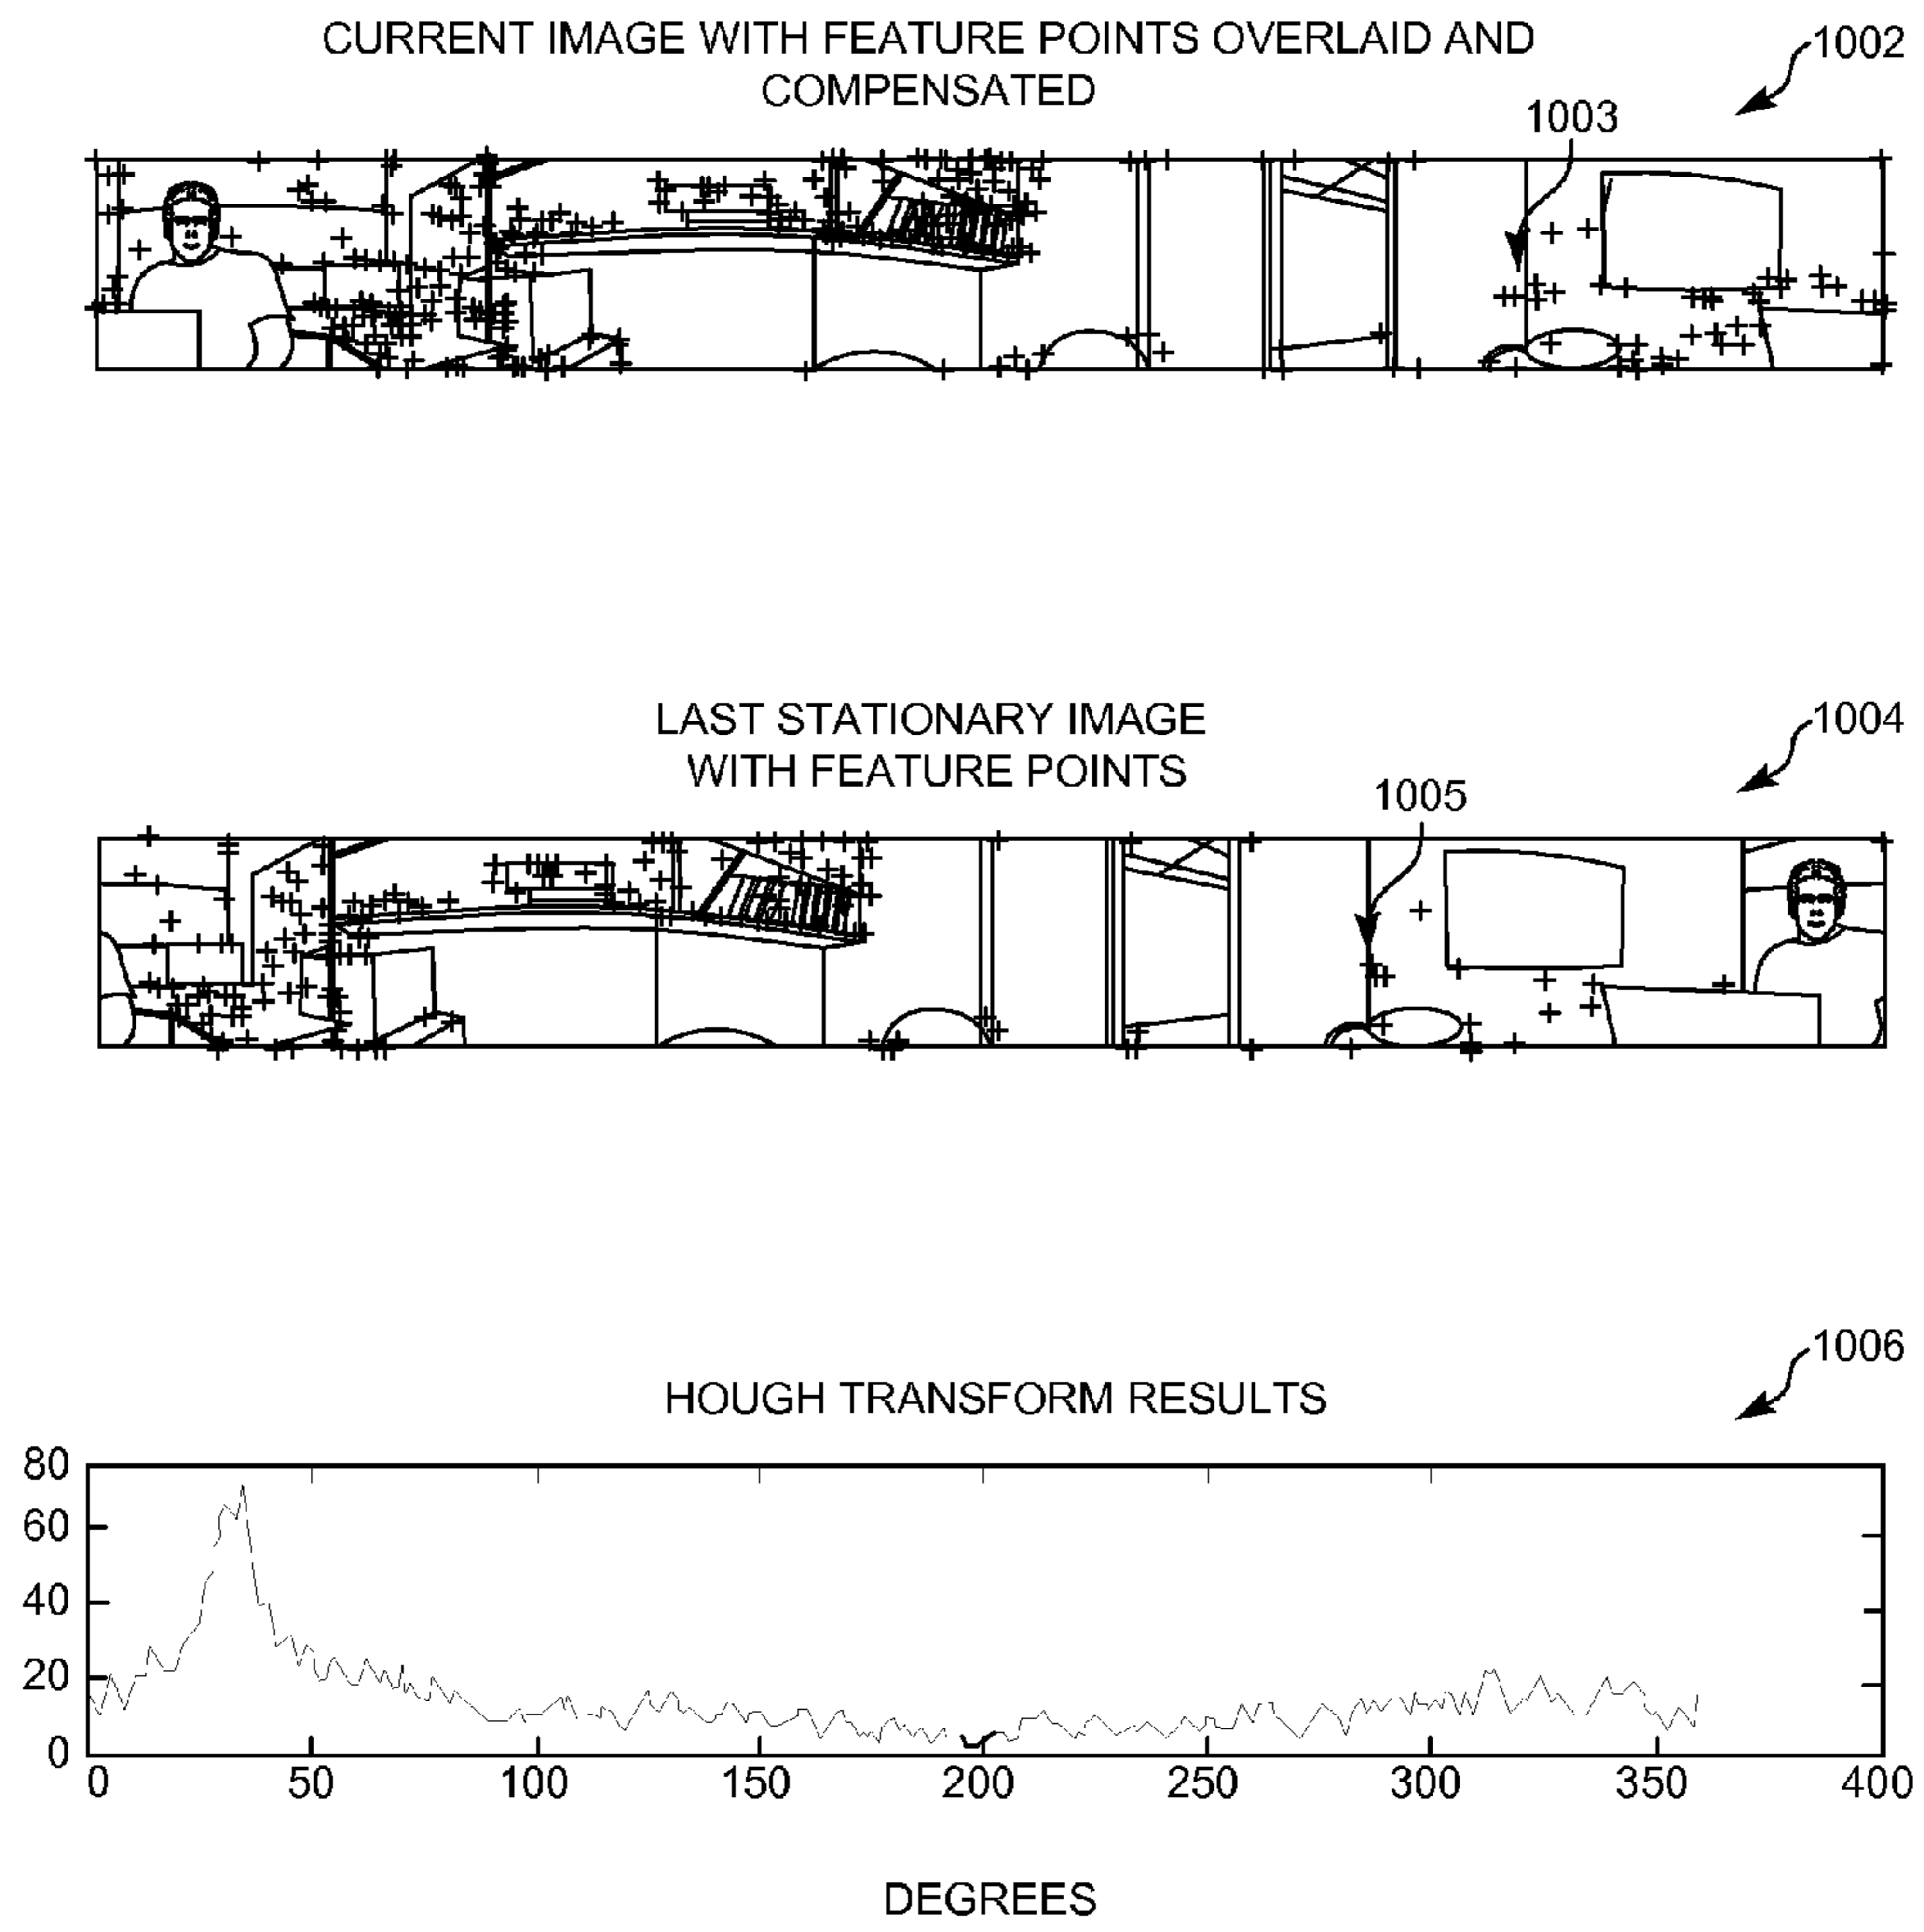 CURRENT IMAGE WITH FEATURE POINTS OVERLAID AND
COMPENSATED
1002
1003
LAST STATIONARY IMAGE
WITH FEATURE POINTS
1004
1005
HOUGH TRANSFORM RESULTS
1006
80
60
40
20
0
0 50 100 150 200 250 300 350 400
DEGREES